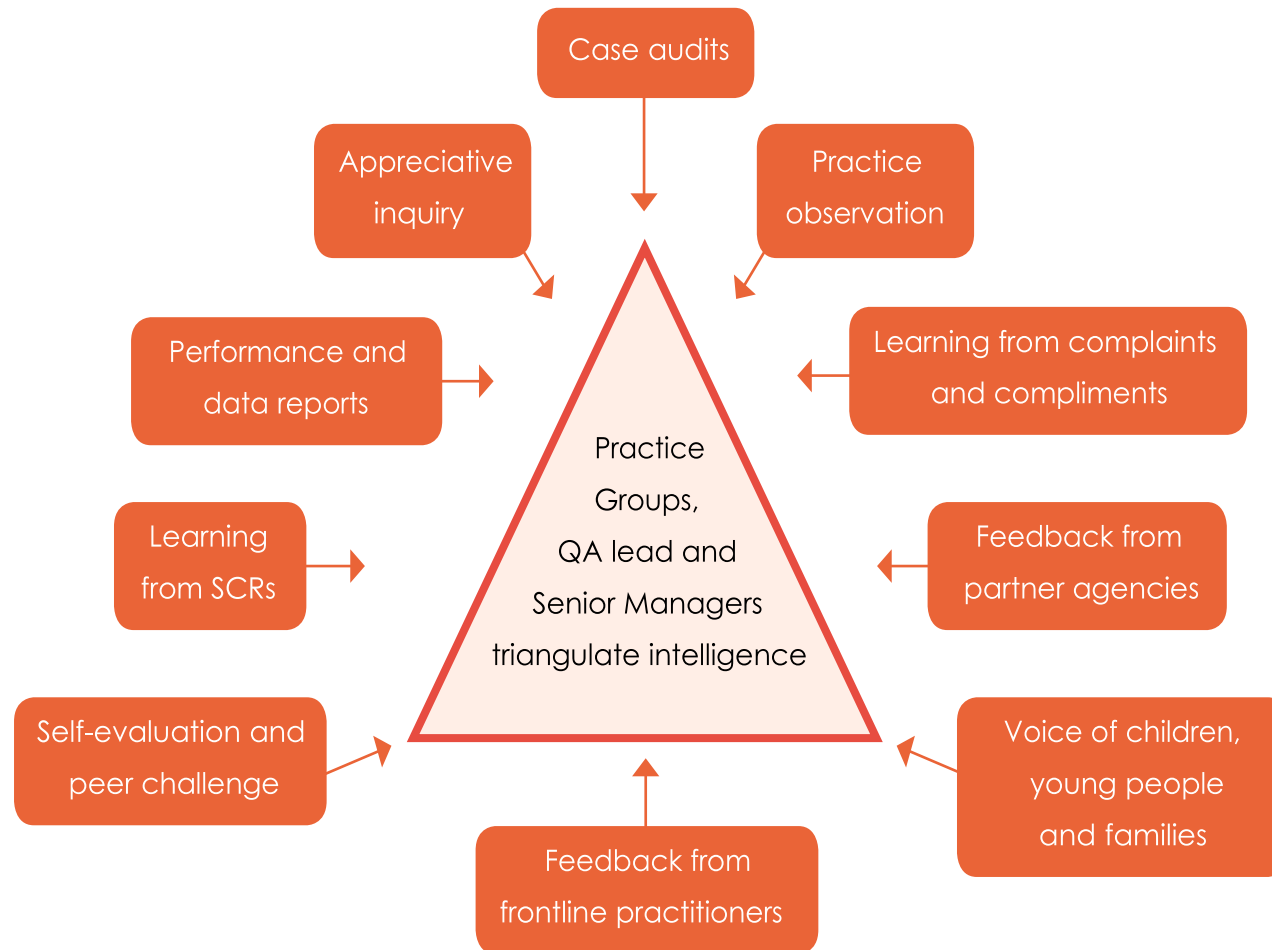 Case audits
Appreciative
inquiry
Practice
observation
Performance and
data reports
Learning from complaints
and compliments
Practice
Groups,
QA lead and
Senior Managers
triangulate intelligence
Learning
from SCRs
Feedback from
partner agencies
Self-evaluation and
peer challenge
Voice of children,
young people
and families
Feedback from
frontline practitioners